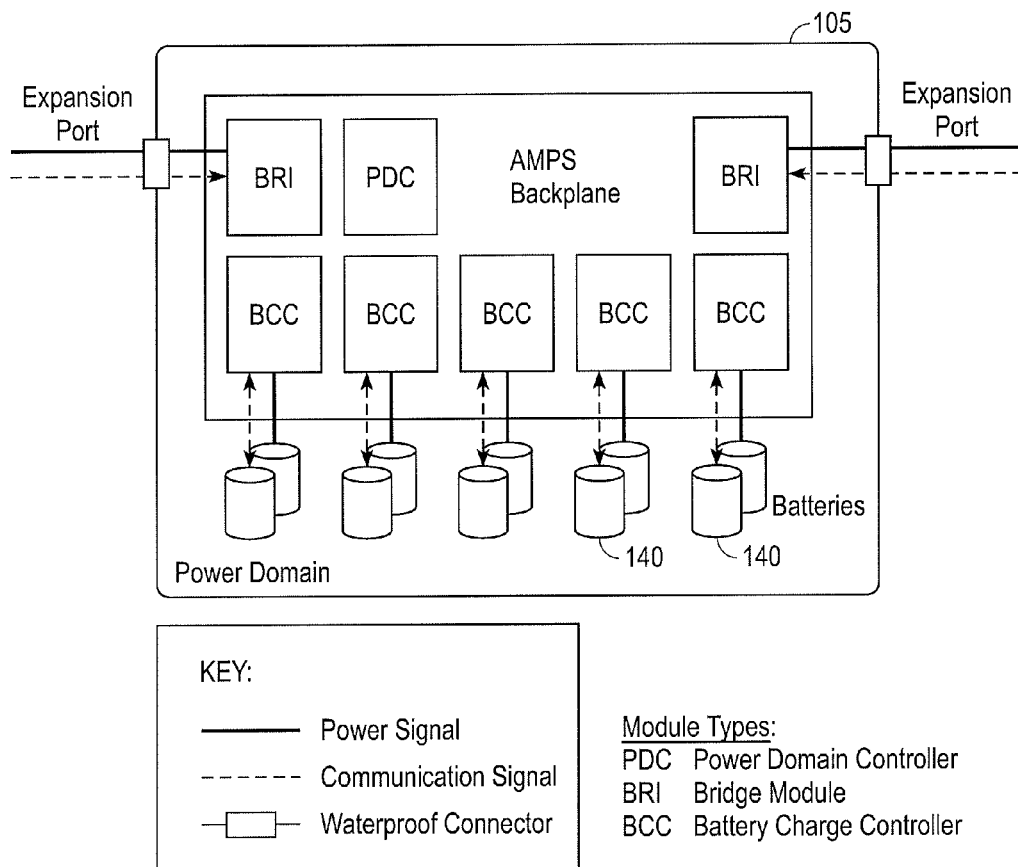 105
Expansion
Port
Expansion
Port
BRI
PDC
AMPS
Backplane
BRI
BCC
BCC
BCC
BCC
BCC
Batteries
140
140
Power Domain
KEY:
Power Signal
Communication Signal
Waterproof Connector
Module Types:
PDC Power Domain Controller
BRI Bridge Module
BCC Battery Charge Controller